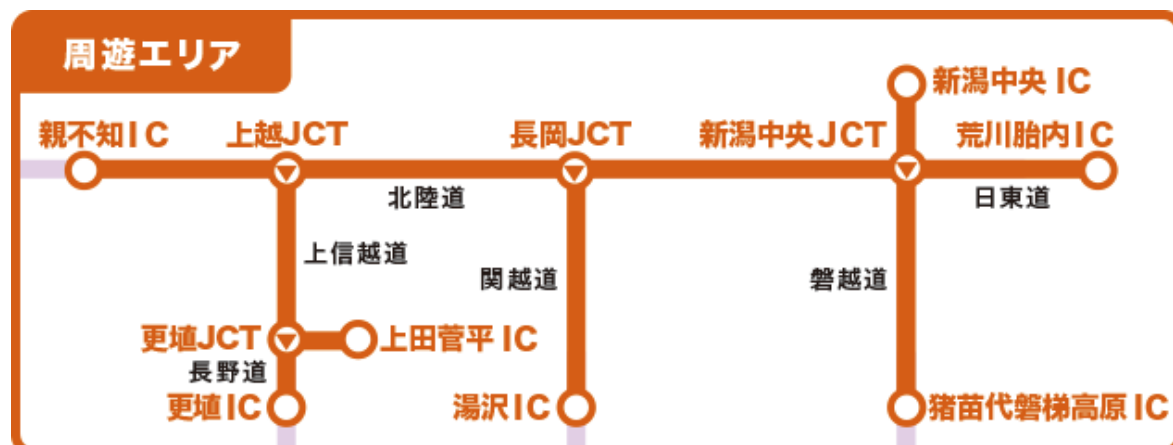 周遊エリア
新潟中央 IC
親不知IC
上越JCT
長岡JCT
新潟中央JCT
荒川胎内IC
北陸道
日東道
上信越道
関越道
磐越道
更埴JCT
上田菅平 IC
長野道
更埴IC
湯沢IC
猪苗代磐梯高原 IC